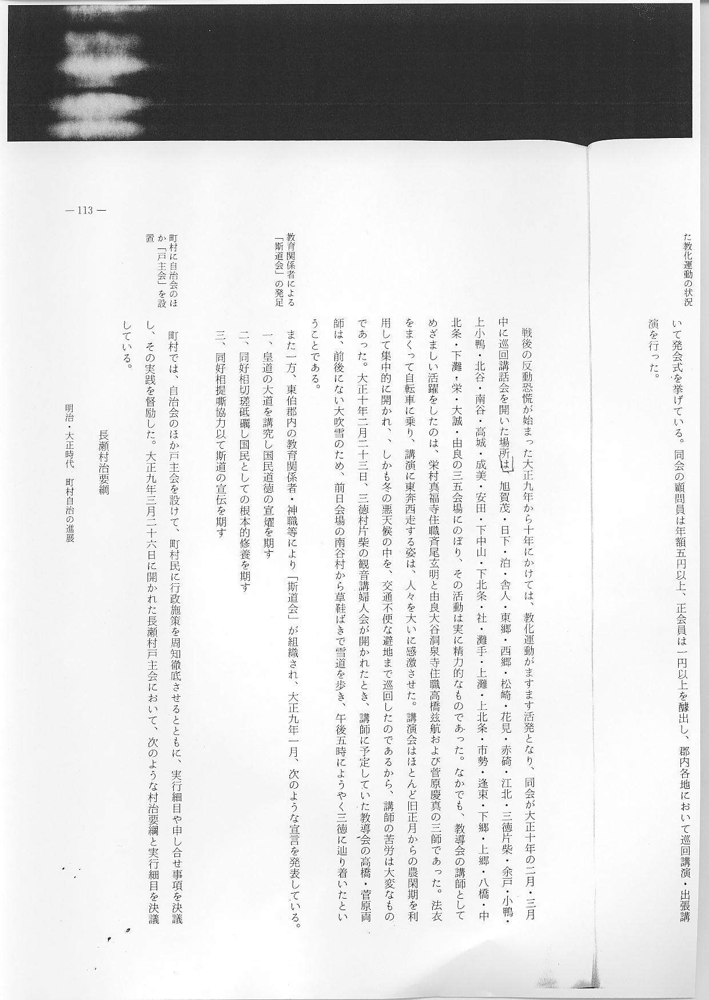 た教化運動の状況
いて発会式を挙げている。同会の顧問員は年額五円以上、正会員は一円以上を醵出し、郡内各地において巡回講演・出張講
演を行った。
戦後の反動恐慌が始まった大正九年から十年にかけては、教化運動がますます活発となり、同会が大正十年の二月・三月
中に巡回講話会を開いた場所は、旭賀茂・日下・泊・舎人・東郷・西郷・松崎・花見・赤碕・江北・三徳片柴・余戸・小鴨・
上小鴨・北谷・南谷・高城・成美・安田・下中山・下北条・社・灘手・上灘・上北条・市勢・逢束・下郷・上郷・八橋・中
北条・下灘・栄・大誠・由良の三五会場にのぼり、その活動は実に精力的なものであった。なかでも、教導会の講師として
めざましい活躍をしたのは、栄村真福寺住職斉尾玄明と由良大谷洞泉寺住職高橋玆航および菅原慶真の三師であった。法衣
をまくって自転車に乗り、講演に東奔西走する姿は、人々を大いに感激させた。講演会はほとんど旧正月からの農閑期を利
用して集中的に開かれ、、しかも冬の悪天候の中を、交通不便な避地まで巡回したのであるから、講師の苦労は大変なもの
であった。大正十年二月二十三日、三徳村片柴の観音講婦人会が開かれたとき、講師に予定していた教導会の高橋・菅原両
師は、前後にない大吹雪のため、前日会場の南谷村から草鞋ばきで雪道を歩き、午後五時にようやく三徳に辿り着いたとい
うことである。
教育関係者による
「斯道会」の発足
また一方、東伯郡内の教育関係者・神職等により「斯道会」が組織され、大正九年一月、次のような宣言を発表している。
一、皇道の大道を講究し国民道徳の宣燿を期す
二、同好相切瑳砥礪し国民としての根本的修養を期す
三、同好相提嘶協力以て斯道の宣伝を期す
町村に自治会のほ
か「戸主会」を設
置
町村では、自治会のほか戸主会を設けて、町村民に行政施策を周知徹底させるとともに、実行細目や申し合せ事項を決議
し、その実践を督励した。大正九年三月二十六日に開かれた長瀬村戸主会において、次のような村治要綱と実行細目を決議
している。
長瀬村治要綱
明治・大正時代　町村自治の進展
— 113 —